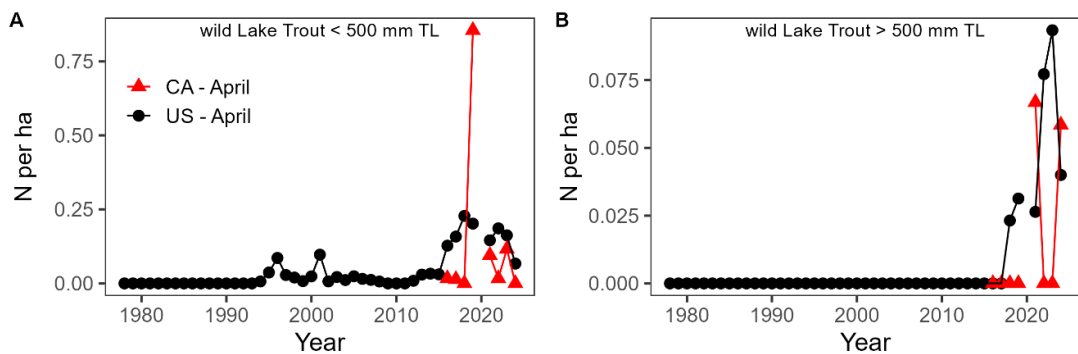 A
wild Lake Trout < 500 mm TL
CA - April
US - April
N per ha
0.75
0.50
0.25
0.00
1980
1990
2000
2010
2020
Year
B
wild Lake Trout > 500 mm TL
N per ha
0.075
0.050
0.025
0.000
1980
1990
2000
2010
2020
Year